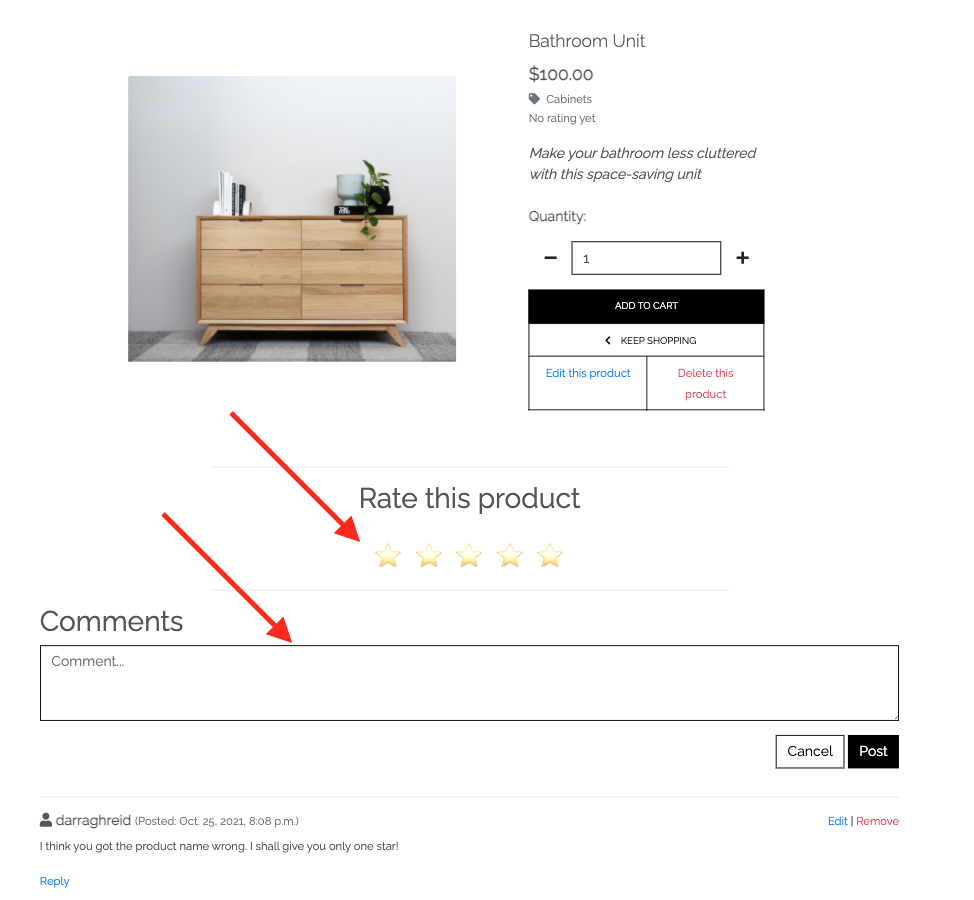 Bathroom Unit
$100.00
Cabinets
No rating yet
Make your bathroom less cluttered
with this space-saving unit
Quantity:
1
ADD TO CART
KEEP SHOPPING
Edit this product
Delete this
product
Rate this product
Comments
Comment...
Cancel
Post
darraghreid (Posted: Oct. 25, 2021, 8:08 p.m.)
Edit | Remove
I think you got the product name wrong. I shall give you only one star!
Reply